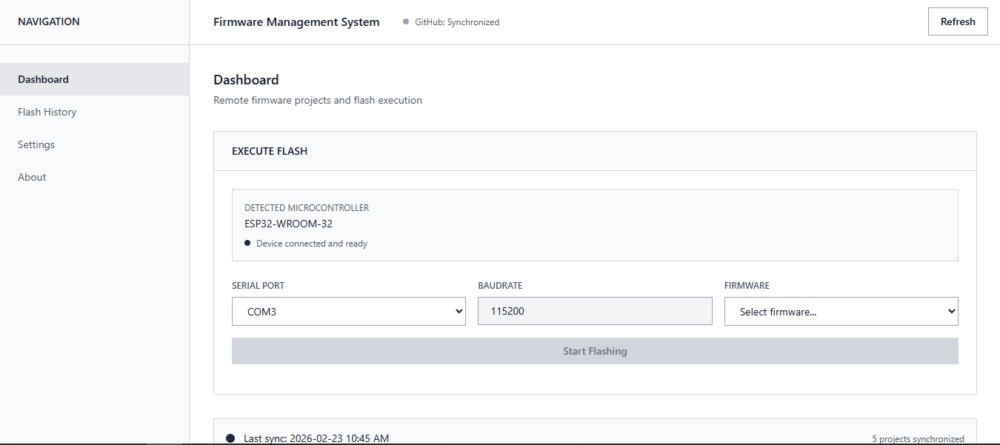 NAVIGATION
Firmware Management System
GitHub: Synchronized
Refresh
Dashboard
Flash History
Settings
About
Dashboard
Remote firmware projects and flash execution
EXECUTE FLASH
DETECTED MICROCONTROLLER
ESP32-WROOM-32
Device connected and ready
SERIAL PORT
BAUDRATE
FIRMWARE
COM3
115200
Select firmware...
Start Flashing
Last sync: 2026-02-23 10:45 AM
5 projects synchronized